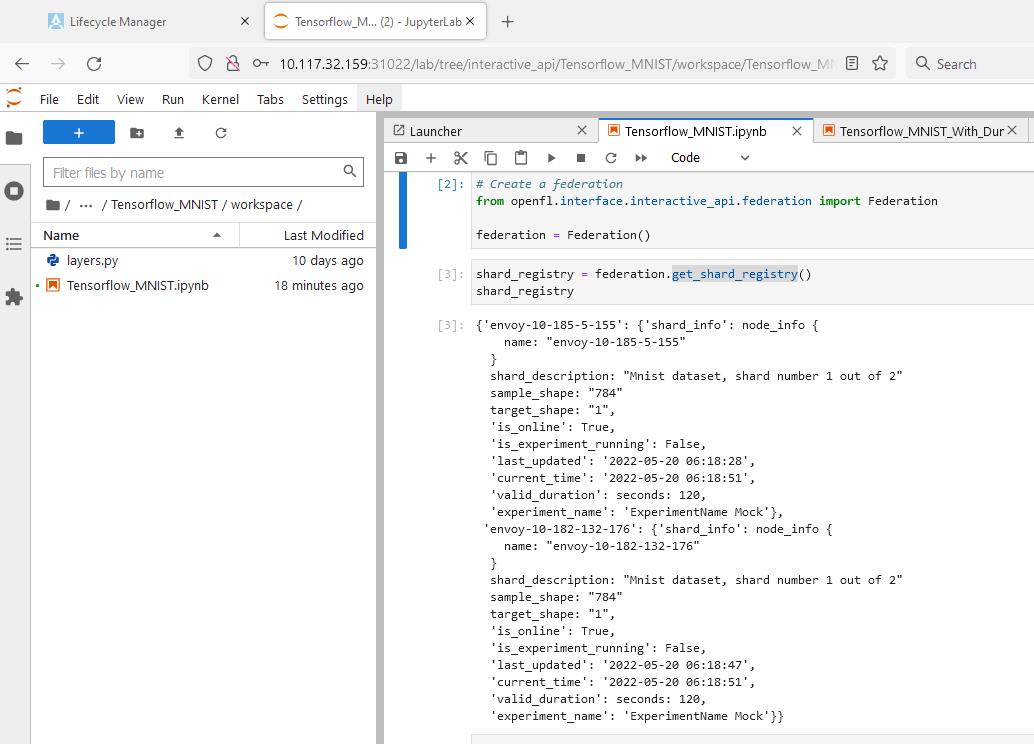 Lifecycle Manager
Tensorflow_M... (2) - JupyterLab
10.117.32.159:31022/lab/tree/interactive_api/Tensorflow_MNIST/workspace/Tensorflow_MN
Search
File Edit View Run Kernel Tabs Settings Help
Filter files by name
/ ··· / Tensorflow_MNIST / workspace /
Name Last Modified
layers.py 10 days ago
Tensorflow_MNIST.ipynb 18 minutes ago
Launcher
Tensorflow_MNIST.ipynb
Tensorflow_MNIST_With_Dur
Code
[2]: # Create a federation
from openfl.interface.interactive_api.federation import Federation
federation = Federation()
[3]: shard_registry = federation.get_shard_registry()
shard_registry
[3]: {'envoy-10-185-5-155': {'shard_info': node_info {
name: "envoy-10-185-5-155"
}
shard_description: "Mnist dataset, shard number 1 out of 2"
sample_shape: "784"
target_shape: "1",
'is_online': True,
'is_experiment_running': False,
'last_updated': '2022-05-20 06:18:28',
'current_time': '2022-05-20 06:18:51',
'valid_duration': seconds: 120,
'experiment_name': 'ExperimentName Mock'},
'envoy-10-182-132-176': {'shard_info': node_info {
name: "envoy-10-182-132-176"
}
shard_description: "Mnist dataset, shard number 1 out of 2"
sample_shape: "784"
target_shape: "1",
'is_online': True,
'is_experiment_running': False,
'last_updated': '2022-05-20 06:18:47',
'current_time': '2022-05-20 06:18:51',
'valid_duration': seconds: 120,
'experiment_name': 'ExperimentName Mock'}}